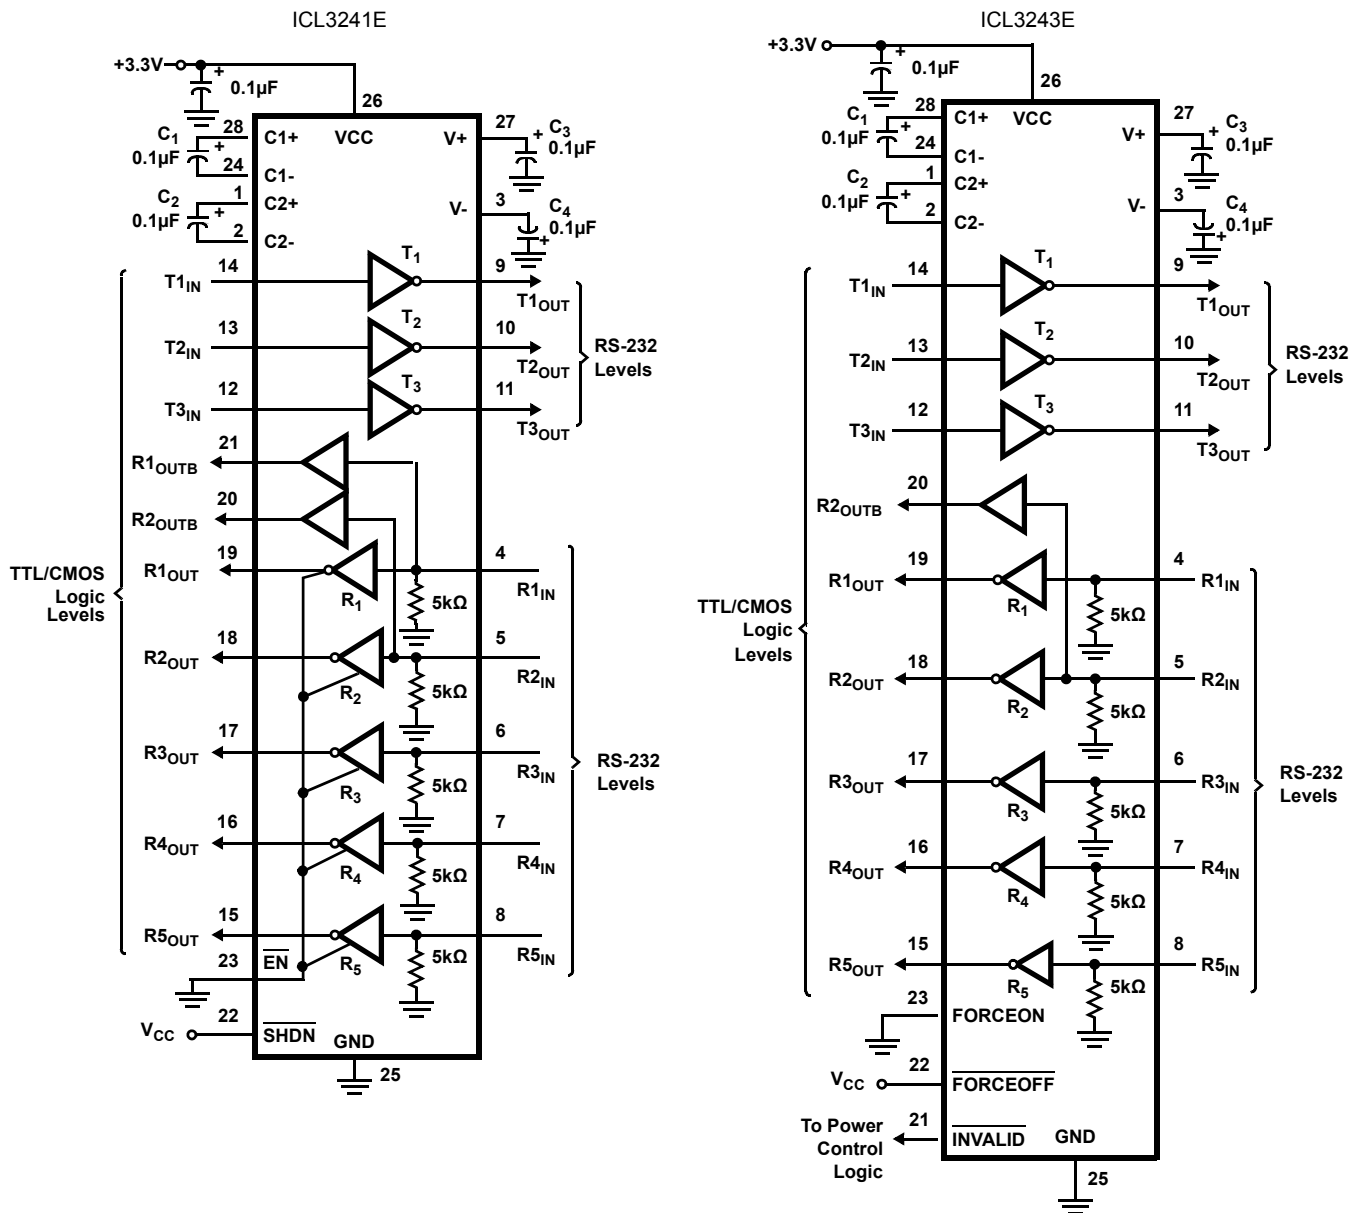 ICL3241E
+3.3V
+
0.1µF
26
C1
0.1µF
+
28
C1+
VCC
V+
27
+
C3
0.1µF
24
C1-
C2
0.1µF
+
1
C2+
V-
3
C4
0.1µF
+
2
C2-
T1
14
9
T1IN
T1OUT
T2
13
10
T2IN
T2OUT
RS-232
Levels
T3
12
11
T3IN
T3OUT
21
R1OUTB
20
R2OUTB
TTL/CMOS
Logic
Levels
19
4
R1OUT
R1
5kΩ
R1IN
18
5
R2OUT
R2
5kΩ
R2IN
17
6
R3OUT
R3
5kΩ
R3IN
RS-232
Levels
16
7
R4OUT
R4
5kΩ
R4IN
15
8
R5OUT
R5
5kΩ
R5IN
23
EN
22
VCC
SHDN
GND
25
ICL3243E
+3.3V
+
0.1µF
26
C1
0.1µF
+
28
C1+
VCC
V+
27
+
C3
0.1µF
24
C1-
C2
0.1µF
+
1
C2+
V-
3
C4
0.1µF
+
2
C2-
T1
14
9
T1IN
T1OUT
T2
13
10
T2IN
T2OUT
RS-232
Levels
T3
12
11
T3IN
T3OUT
20
R2OUTB
TTL/CMOS
Logic
Levels
19
4
R1OUT
R1
5kΩ
R1IN
18
5
R2OUT
R2
5kΩ
R2IN
17
6
R3OUT
R3
5kΩ
R3IN
RS-232
Levels
16
7
R4OUT
R4
5kΩ
R4IN
15
8
R5OUT
R5
5kΩ
R5IN
23
FORCEON
22
VCC
FORCEOFF
21
To Power
Control
Logic
INVALID
GND
25